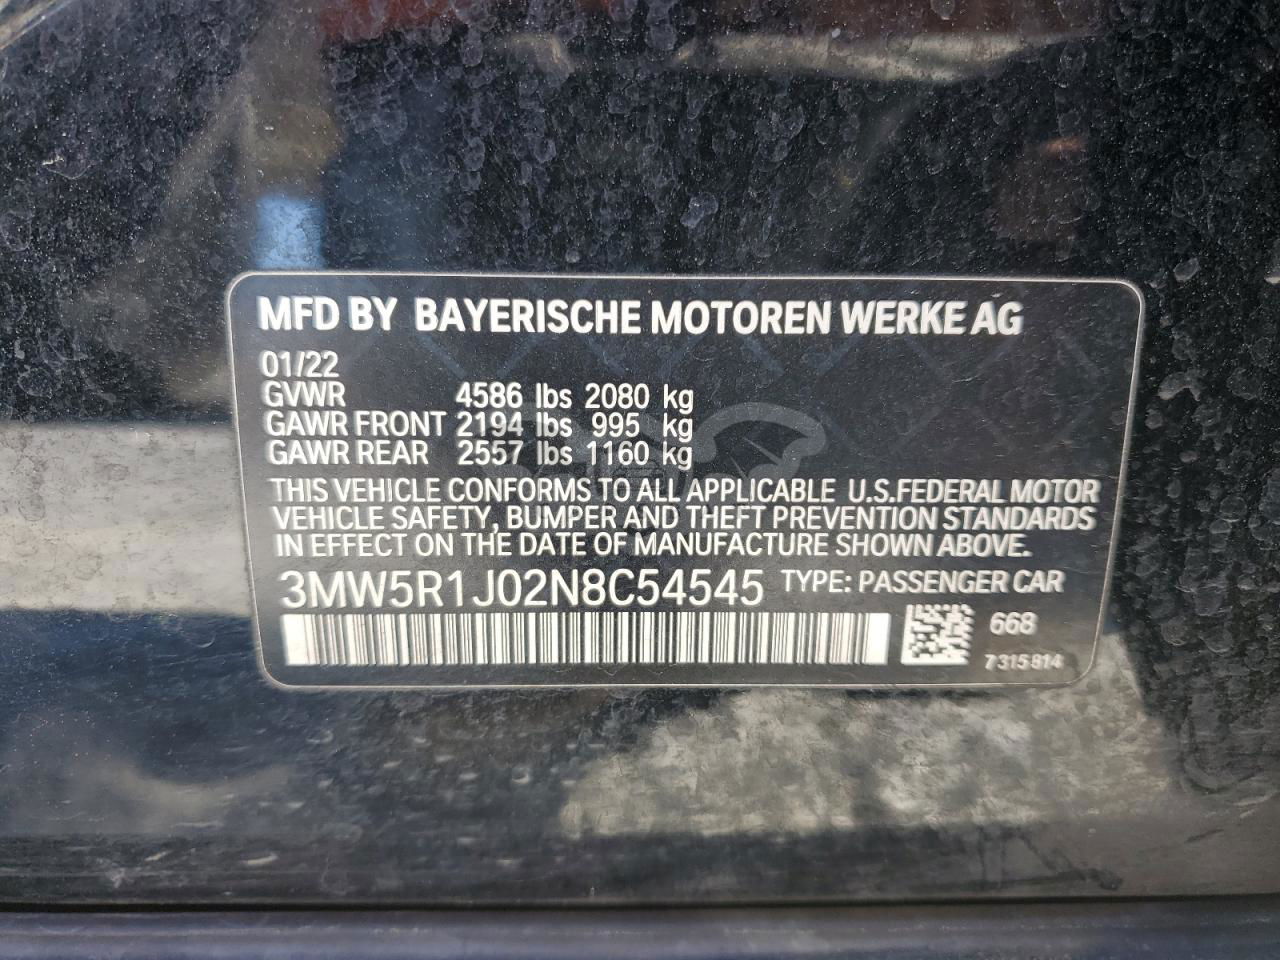 MFD BY BAYERISCHE MOTOREN WERKE AG
01/22
GVWR 4586 lbs 2080 kg
GAWR FRONT 2194 lbs 995 kg
GAWR REAR 2557 lbs 1160 kg
THIS VEHICLE CONFORMS TO ALL APPLICABLE U.S.FEDERAL MOTOR
VEHICLE SAFETY, BUMPER AND THEFT PREVENTION STANDARDS
IN EFFECT ON THE DATE OF MANUFACTURE SHOWN ABOVE.
3MW5R1J02N8C54545 TYPE: PASSENGER CAR
668
7315814